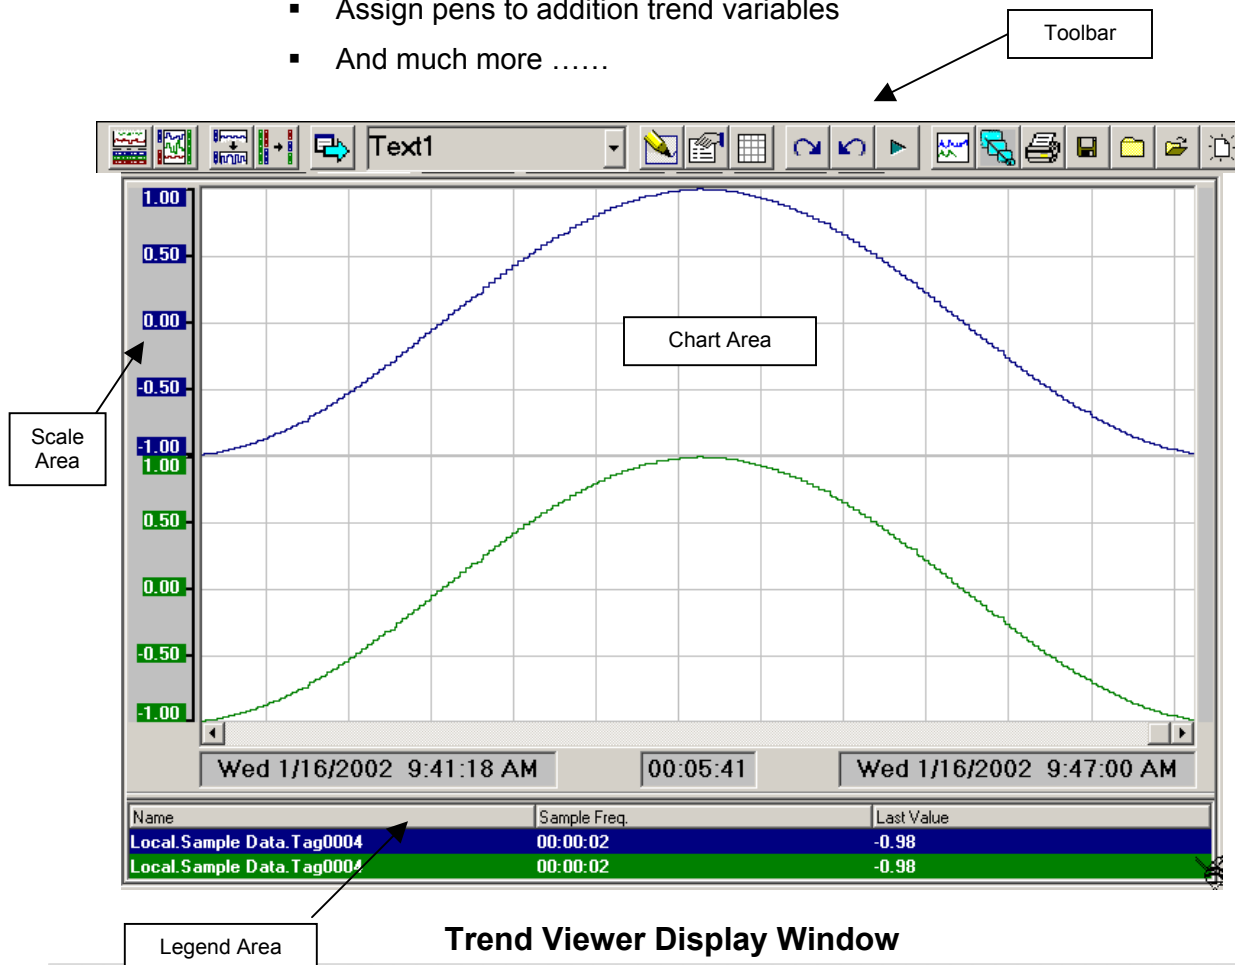 ▪ Assign pens to addition trend variables
▪ And much more ……
Toolbar
Text1
1.00
0.50
0.00
-0.50
-1.00
Chart Area
Scale
Area
1.00
0.50
0.00
-0.50
-1.00
Wed 1/16/2002 9:41:18 AM 00:05:41 Wed 1/16/2002 9:47:00 AM
Name Sample Freq. Last Value
Local.Sample Data.Tag0004 00:00:02 -0.98
Local.Sample Data.Tag0004 00:00:02 -0.98
Legend Area
Trend Viewer Display Window